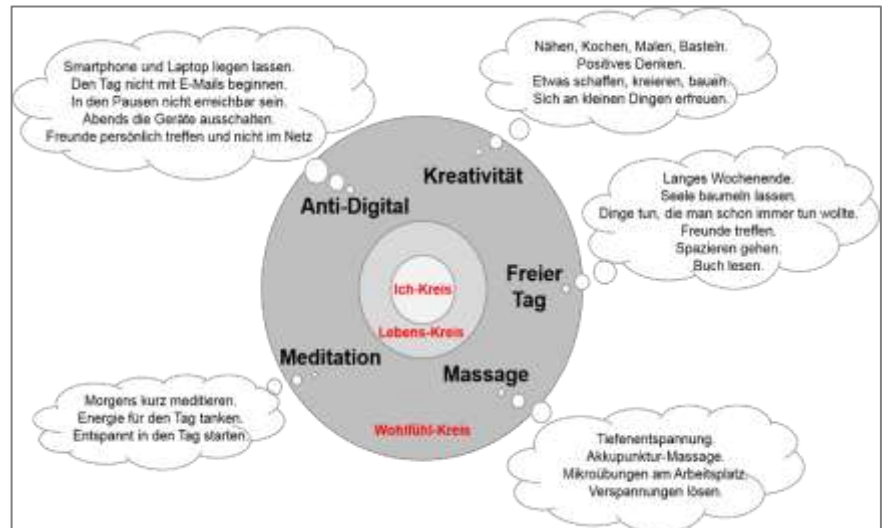 Smartphone und Laptop liegen lassen.
Den Tag nicht mit E-Mails beginnen.
In den Pausen nicht erreichbar sein.
Abends die Geräte ausschalten.
Freunde persönlich treffen und nicht im Netz
Nähen, Kochen, Malen, Basteln.
Positives Denken.
Etwas schaffen, kreieren, bauen.
Sich an kleinen Dingen erfreuen.
Kreativität
Anti-Digital
Langes Wochenende.
Seele baumeln lassen.
Dinge tun, die man schon immer tun wollte.
Freunde treffen.
Spazieren gehen.
Buch lesen.
Freier
Tag
Ich-Kreis
Lebens-Kreis
Meditation
Massage
Wohlfühl-Kreis
Morgens kurz meditieren.
Energie für den Tag tanken.
Entspannt in den Tag starten.
Tiefenentspannung.
Akkupunktur-Massage.
Mikroübungen am Arbeitsplatz.
Verspannungen lösen.